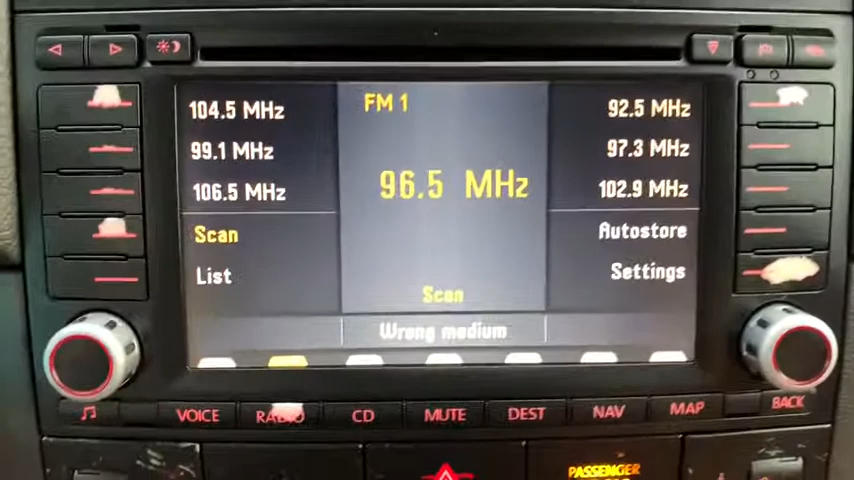 104.5 MHz
99.1 MHz
106.5 MHz
Scan
List
FM 1
96.5 MHz
Scan
Wrong medium
92.5 MHz
97.3 MHz
102.9 MHz
Autostore
Settings
VOICE RADIO CD MUTE DEST NAV MAP BACK
PASSENGER